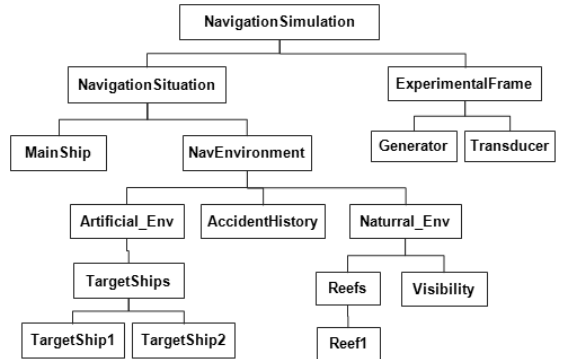 NavigationSimulation
NavigationSituation
ExperimentalFrame
MainShip
NavEnvironment
Generator
Transducer
Artificial_Env
AccidentHistory
Naturral_Env
TargetShips
Reefs
Visibility
TargetShip1
TargetShip2
Reef1